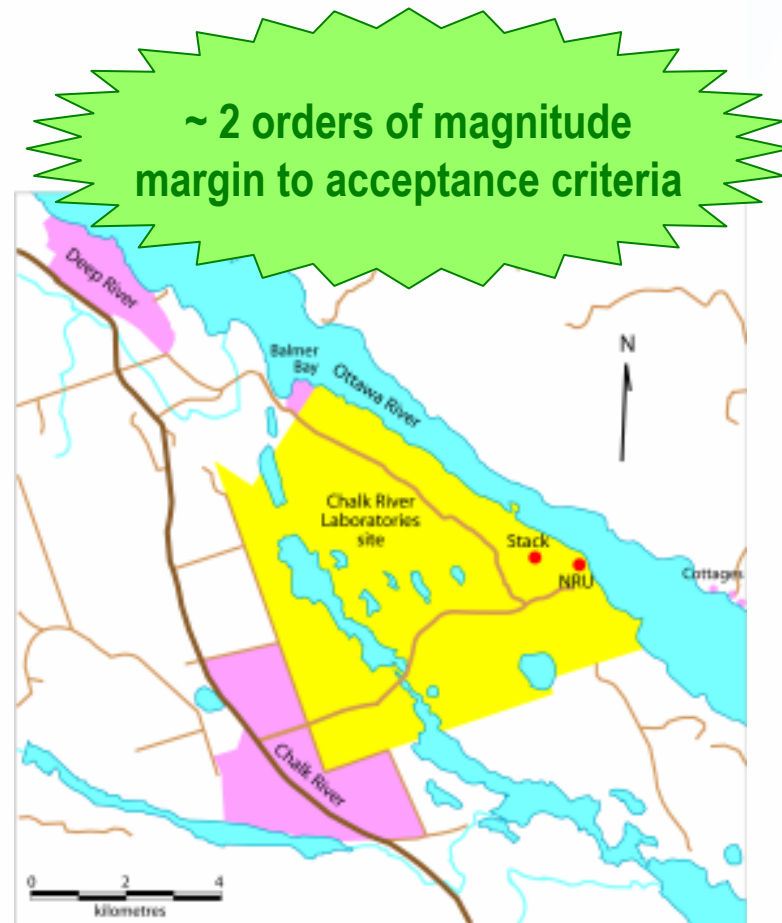 ~ 2 orders of magnitude
margin to acceptance criteria
Deep River
Balmer
Bay
Ottawa River
N
Chalk River
Laboratories
site
Stack
NRU
Cottages
Chalk River
0 2 4
kilometres